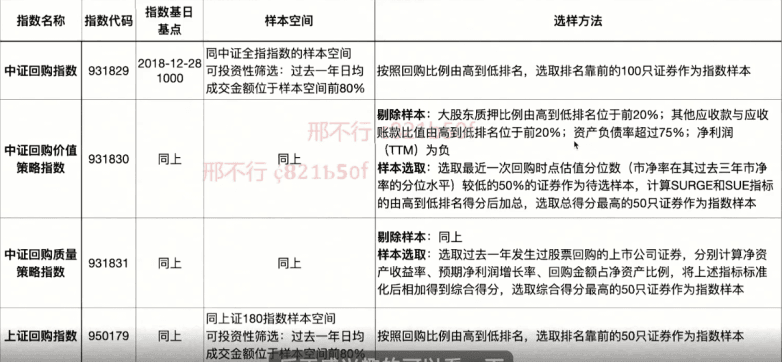 指数名称 指数代码 指数基日基点 样本空间 选样方法
中证回购指数 931829 2018-12-28 1000
同中证全指指数的样本空间
可投资性筛选：过去一年日均
成交金额位于样本空间前80%
按照回购比例由高到低排名，选取排名靠前的100只证券作为指数样本
中证回购价值
策略指数
931830 同上 同上
剔除样本：大股东质押比例由高到低排名位于前20%；其他应收款与应收
账款比值由高到低排名位于前20%；资产负债率超过75%；净利润
（TTM）为负
样本选取：选取最近一次回购时点估值分位数（市净率在其过去三年市净
率的分位水平）较低的50%的证券作为待选样本，计算SURGE和SUE指标
的由高到低排名得分后加总，选取总得分最高的50只证券作为指数样本
邢不行
邢不行
中证回购质量
策略指数
931831 同上 同上
剔除样本：同上
样本选取：选取过去一年发生过股票回购的上市公司证券，分别计算净资
产收益率、预期净利润增长率、回购金额占净资产比例，将上述指标标准
化后相加得到综合得分，选取综合得分最高的50只证券作为指数样本
上证回购指数 950179 同上
同上证180指数样本空间
可投资性筛选：过去一年日均
成交金额位于样本空间前80%
按照回购比例由高到低排名，选取排名靠前的50只证券作为指数样本